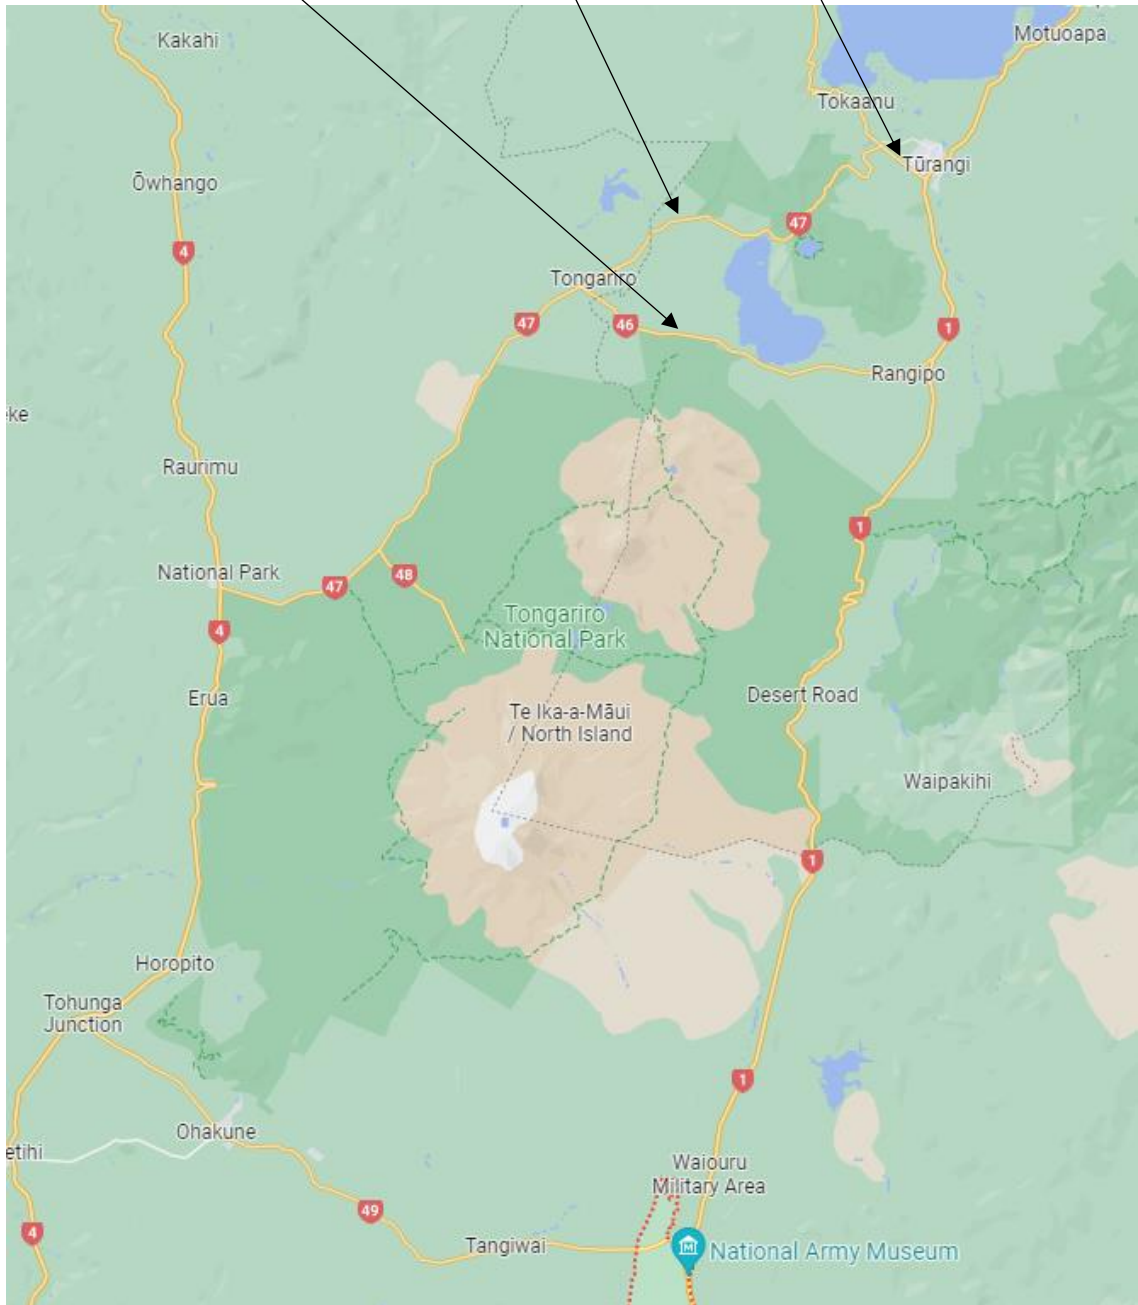 Kakahi
Motuoapa
Tokaanu
Tūrangi
Ōwhango
47
4
Tongariro
47
46
1
Rangipo
eke
Raurimu
1
National Park
47
48
4
Tongariro
National Park
Erua
Desert Road
Te Ika-a-Māui
/ North Island
Waipakihi
1
Horopito
Tohunga
Junction
1
Ohakune
etihi
Waiouru
Military Area
49
4
Tangiwai
National Army Museum